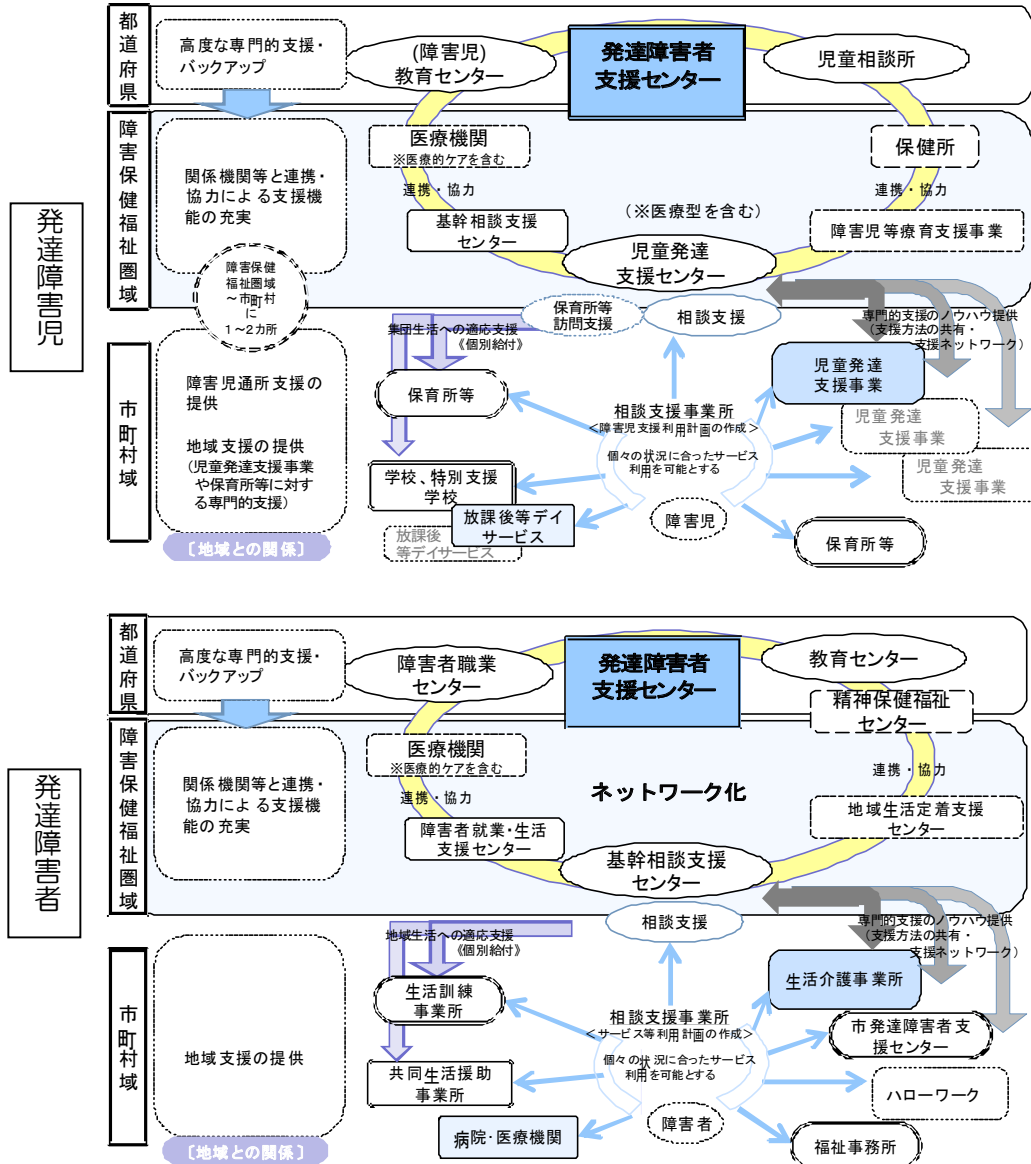 発達障害児
都道府県
高度な専門的支援・
バックアップ
(障害児)
教育センター
発達障害者
支援センター
児童相談所
障害保健福祉圏域
関係機関等と連携・
協力による支援機
能の充実
医療機関
※医療的ケアを含む
保健所
連携・協力
連携・協力
基幹相談支援
センター
(※医療型を含む)
障害児等療育支援事業
児童発達
支援センター
障害保健
福祉圏域
～市町村
に
1～2カ所
保育所等
訪問支援
相談支援
集団生活への適応支援
《個別給付》
専門的支援のノウハウ提供
(支援方法の共有・
支援ネットワーク)
市町村域
障害児通所支援の
提供
地域支援の提供
(児童発達支援事業
や保育所等に対す
る専門的支援)
〔地域との関係〕
保育所等
児童発達
支援事業
児童発達
支援事業
児童発達
支援事業
相談支援事業所
<障害児支援利用計画の作成>
個々の状況に合ったサービス
利用を可能とする
学校、特別支援
学校
放課後等デイ
サービス
放課後
等デイサービス
障害児
保育所等
発達障害者
都道府県
高度な専門的支援・
バックアップ
障害者職業
センター
発達障害者
支援センター
教育センター
精神保健福祉
センター
障害保健福祉圏域
関係機関等と連携・
協力による支援機
能の充実
医療機関
※医療的ケアを含む
ネットワーク化
連携・協力
連携・協力
障害者就業・生活
支援センター
地域生活定着支援
センター
基幹相談支援
センター
相談支援
地域生活への適応支援
《個別給付》
専門的支援のノウハウ提供
(支援方法の共有・
支援ネットワーク)
市町村域
地域支援の提供
〔地域との関係〕
生活訓練
事業所
生活介護事業所
相談支援事業所
<サービス等利用計画の作成>
個々の状況に合ったサービス
利用を可能とする
市発達障害者支
援センター
共同生活援助
事業所
ハローワーク
病院・医療機関
障害者
福祉事務所